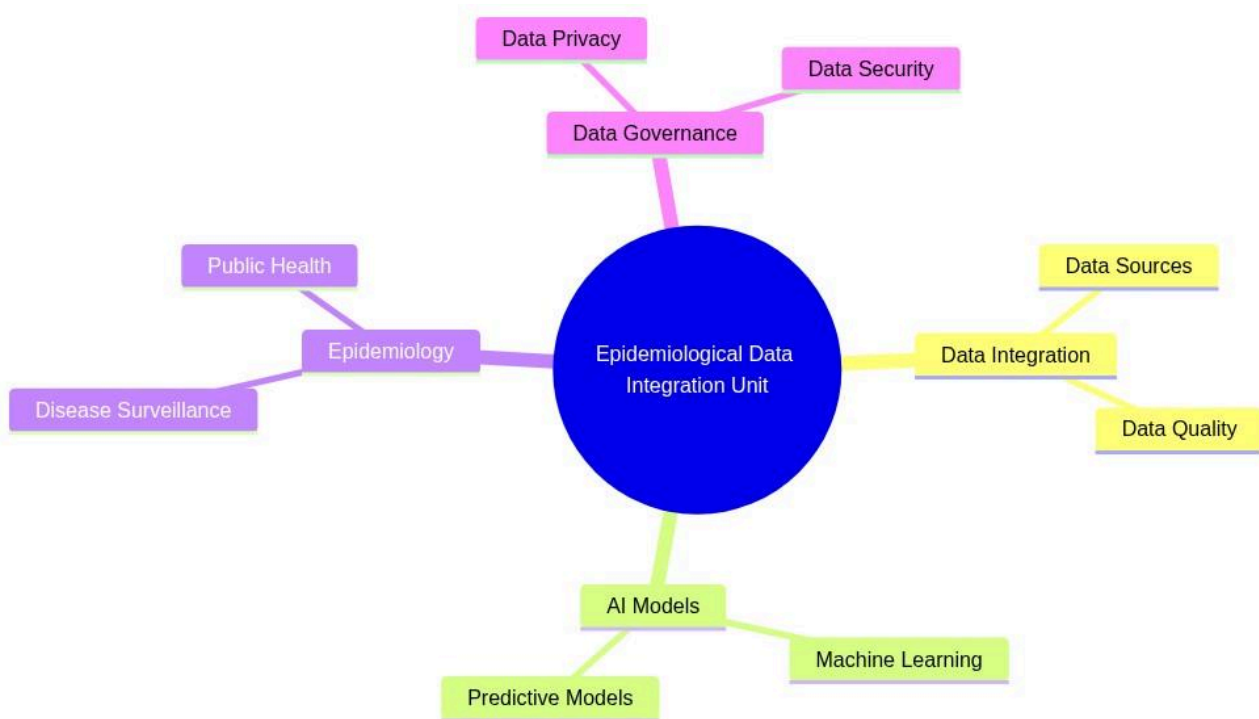 Data Privacy
Data Security
Data Governance
Public Health
Data Sources
Epidemiology
Epidemiological Data
Integration Unit
Data Integration
Disease Surveillance
Data Quality
AI Models
Machine Learning
Predictive Models